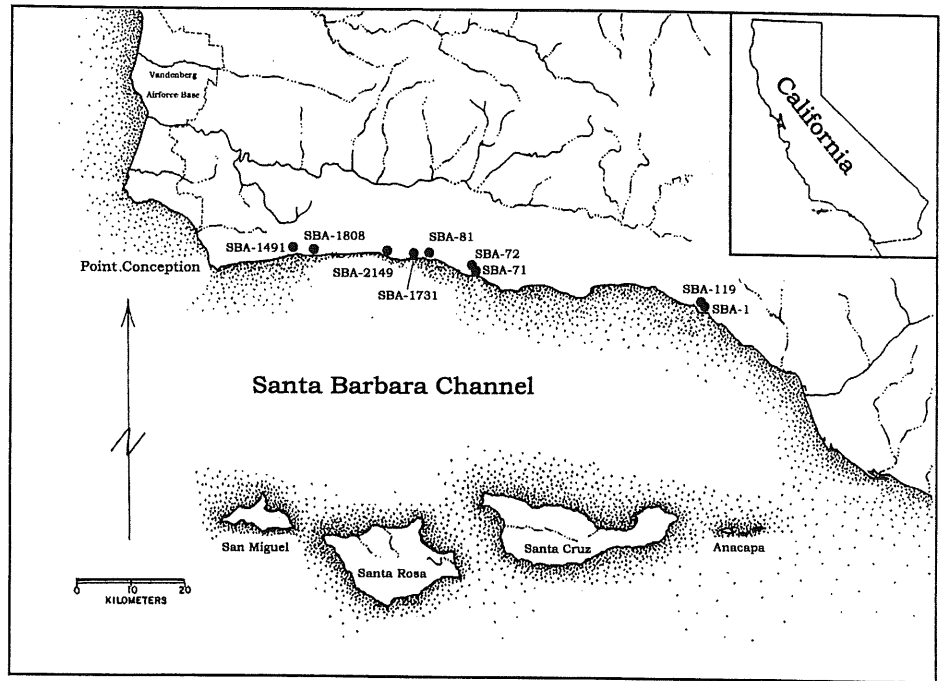 Vandenberg
Airforce Base
California
SBA-1491
SBA-1808
SBA-81
SBA-72
SBA-71
SBA-2149
SBA-1731
Point.Conception
SBA-119
SBA-1
Santa Barbara Channel
N
San Miguel
Santa Rosa
Santa Cruz
Anacapa
0 10 20
KILOMETERS